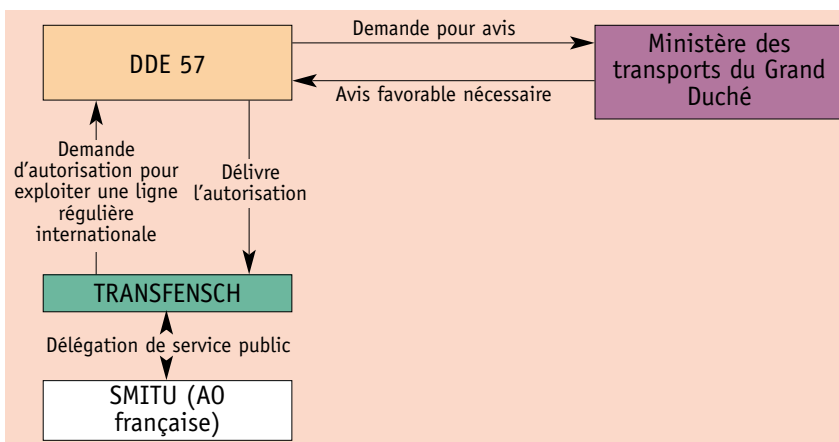 Demande pour avis
DDE 57
Ministère des
transports du Grand
Duché
Avis favorable nécessaire
Demande
d'autorisation pour
exploiter une ligne
régulière
internationale
Délivre
l'autorisation
TRANSFENSCH
Délégation de service public
SMITU (AO
française)